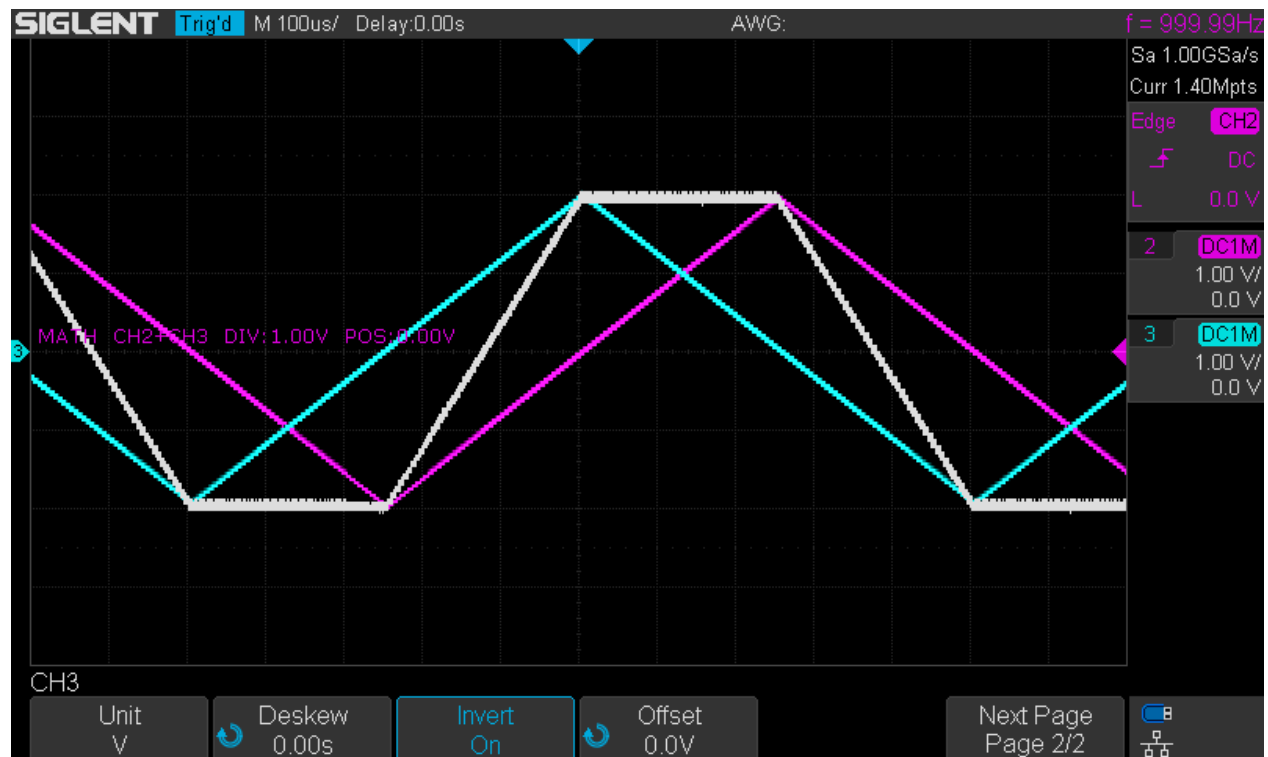 SIGLENT Trig'd M 100us/ Delay:0.00s AWG: f = 999.99Hz
Sa 1.00GSa/s
Curr 1.40Mpts
Edge CH2
DC
L 0.0 V
2 DC1M
1.00 V/
0.0 V
3 DC1M
1.00 V/
0.0 V
MATH CH2+CH3 DIV:1.00V POS:0.00V
3
CH3
Unit
V
Deskew
0.00s
Invert
On
Offset
0.0V
Next Page
Page 2/2